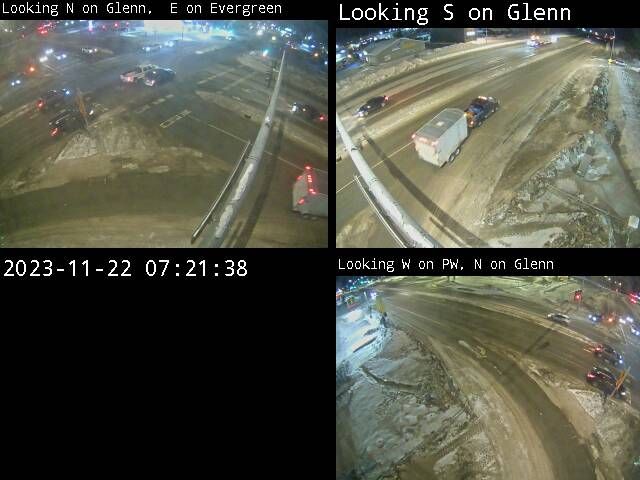 Looking N on Glenn,  E on Evergreen
Looking S on Glenn
2023-11-22 07:21:38
Looking W on PW, N on Glenn